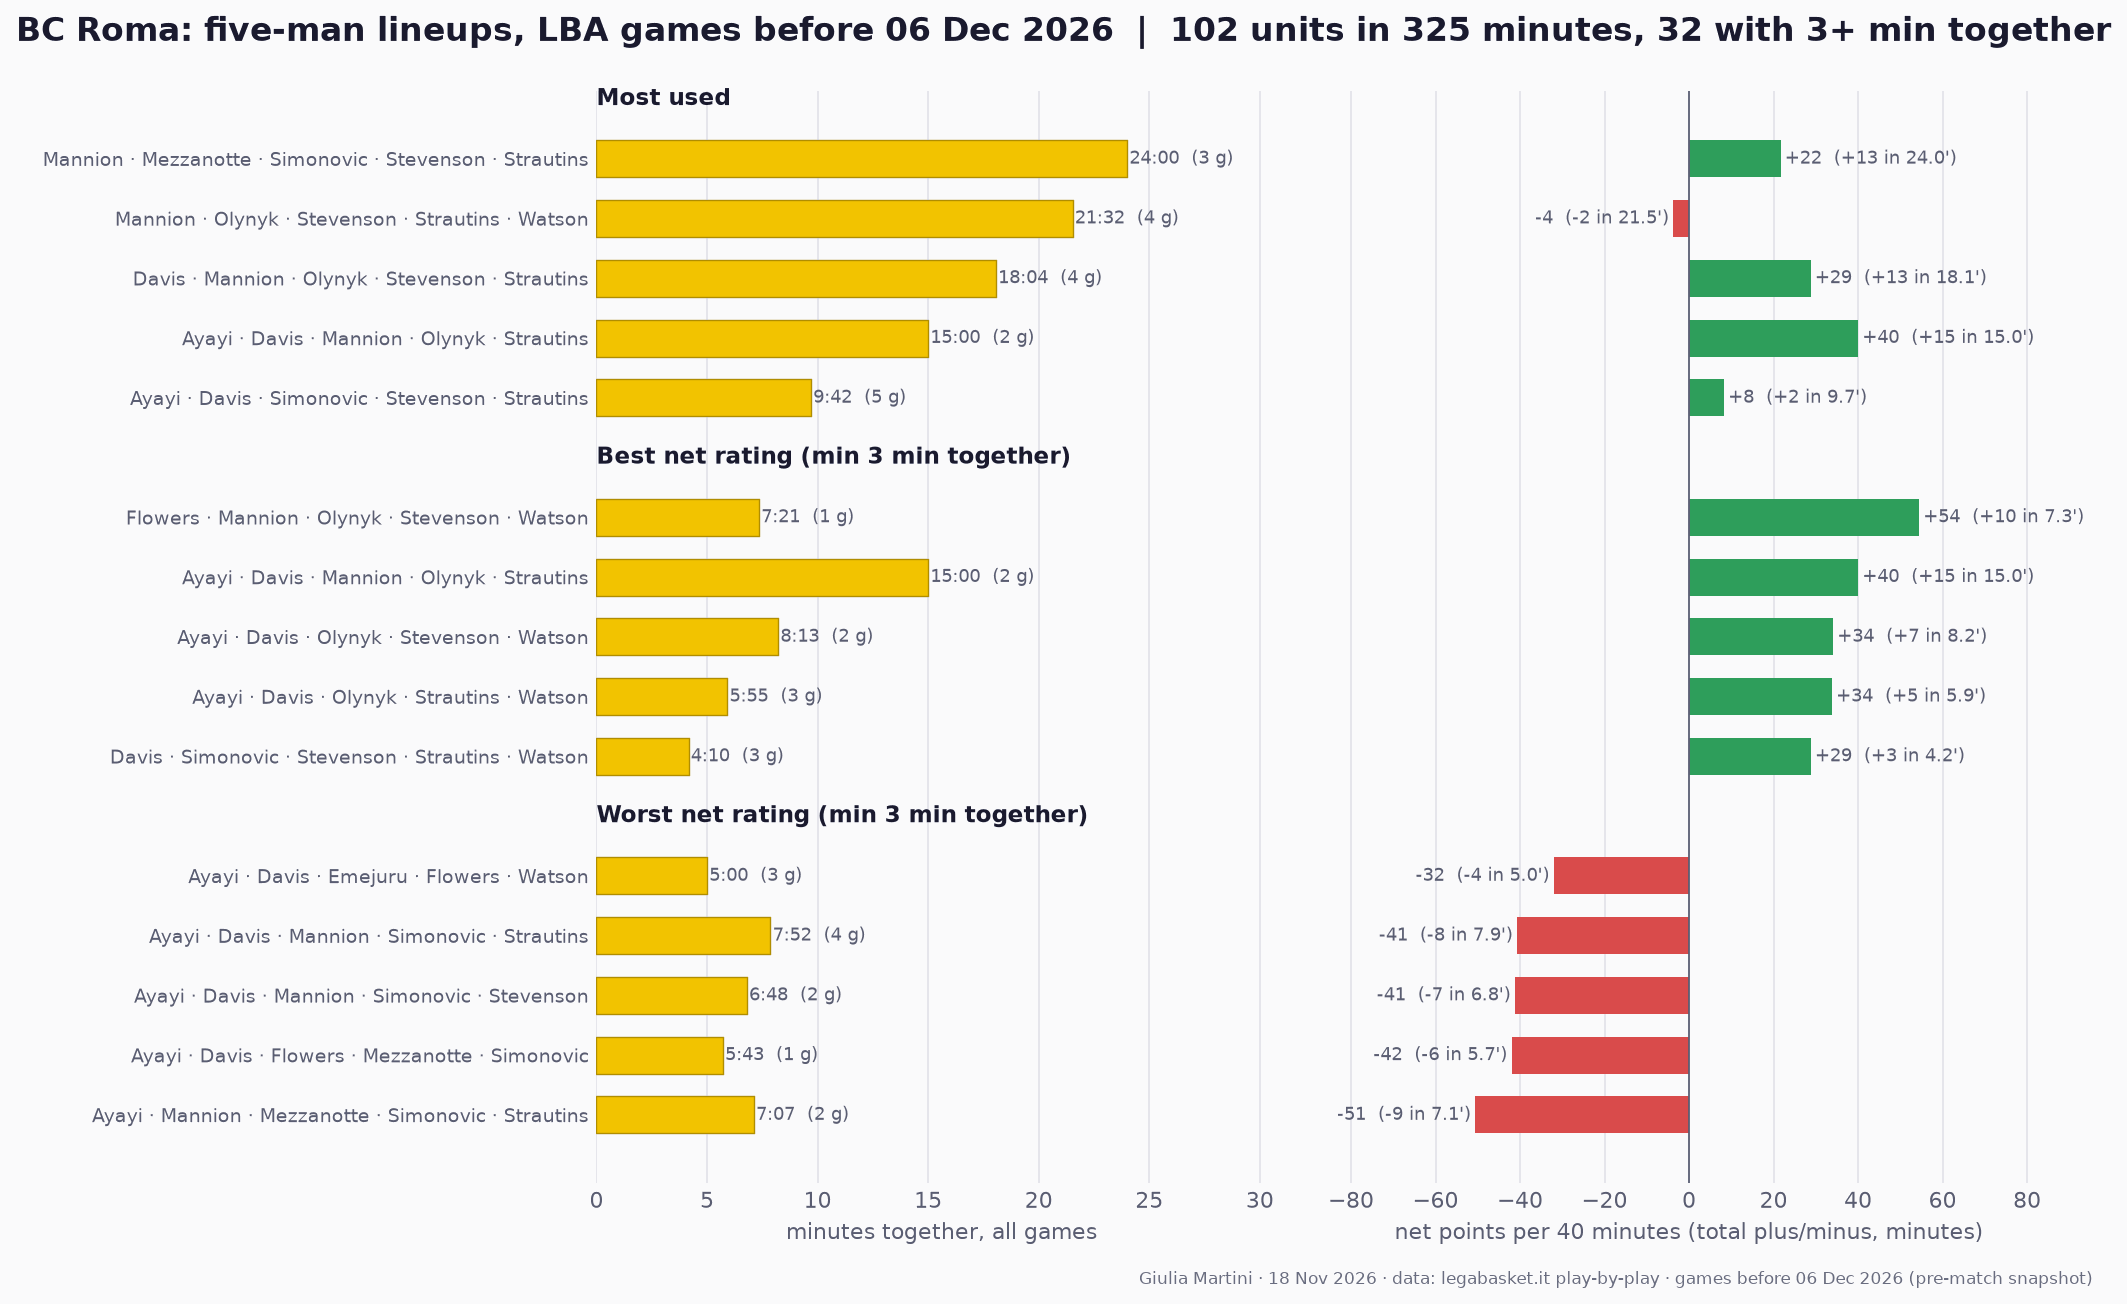 BC Roma: five-man lineups, LBA games before 06 Dec 2026 | 102 units in 325 minutes, 32 with 3+ min together
Most used
Mannion · Mezzanotte · Simonovic · Stevenson · Strautins 24:00 (3 g) +22 (+13 in 24.0')
Mannion · Olynyk · Stevenson · Strautins · Watson 21:32 (4 g) -4 (-2 in 21.5')
Davis · Mannion · Olynyk · Stevenson · Strautins 18:04 (4 g) +29 (+13 in 18.1')
Ayayi · Davis · Mannion · Olynyk · Strautins 15:00 (2 g) +40 (+15 in 15.0')
Ayayi · Davis · Simonovic · Stevenson · Strautins 9:42 (5 g) +8 (+2 in 9.7')
Best net rating (min 3 min together)
Flowers · Mannion · Olynyk · Stevenson · Watson 7:21 (1 g) +54 (+10 in 7.3')
Ayayi · Davis · Mannion · Olynyk · Strautins 15:00 (2 g) +40 (+15 in 15.0')
Ayayi · Davis · Olynyk · Stevenson · Watson 8:13 (2 g) +34 (+7 in 8.2')
Ayayi · Davis · Olynyk · Strautins · Watson 5:55 (3 g) +34 (+5 in 5.9')
Davis · Simonovic · Stevenson · Strautins · Watson 4:10 (3 g) +29 (+3 in 4.2')
Worst net rating (min 3 min together)
Ayayi · Davis · Emejuru · Flowers · Watson 5:00 (3 g) -32 (-4 in 5.0')
Ayayi · Davis · Mannion · Simonovic · Strautins 7:52 (4 g) -41 (-8 in 7.9')
Ayayi · Davis · Mannion · Simonovic · Stevenson 6:48 (2 g) -41 (-7 in 6.8')
Ayayi · Davis · Flowers · Mezzanotte · Simonovic 5:43 (1 g) -42 (-6 in 5.7')
Ayayi · Mannion · Mezzanotte · Simonovic · Strautins 7:07 (2 g) -51 (-9 in 7.1')
0 5 10 15 20 25 30 −80 −60 −40 −20 0 20 40 60 80
minutes together, all games net points per 40 minutes (total plus/minus, minutes)
Giulia Martini · 18 Nov 2026 · data: legabasket.it play-by-play · games before 06 Dec 2026 (pre-match snapshot)